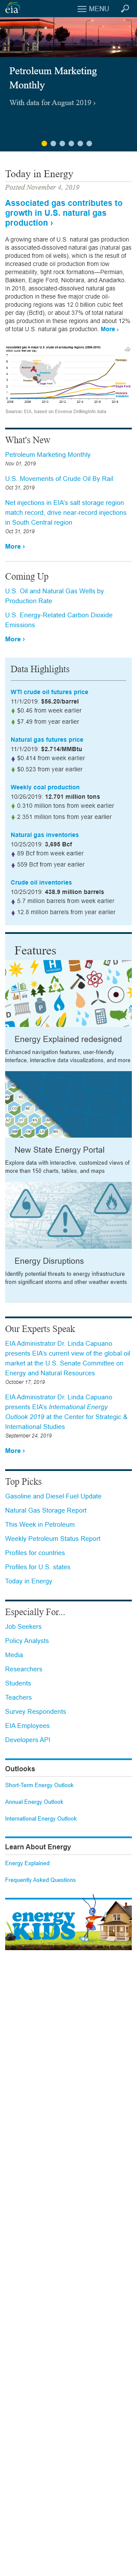 eia
MENU
Petroleum Marketing
Monthly
With data for August 2019 ›
Today in Energy
Posted November 4, 2019
Associated gas contributes to
growth in U.S. natural gas
production ›
A growing share of U.S. natural gas production is
associated-dissolved natural gas (natural gas
produced from oil wells), which is the result of
increased crude oil production from low
permeability, tight rock formations—Permian,
Bakken, Eagle Ford, Niobrara, and Anadarko. In
2018, production of associated-dissolved
natural gas in the five major crude oil-
producing regions was 12.0 billion cubic feet
per day (Bcf/d), or about 37% of total gas
production in these regions and about 12%
of total U.S natural gas production. More ›
Sources: EIA, based on Enverus DrillingInfo data
What's New
Petroleum Marketing Monthly
Nov 01, 2019
U.S. Movements of Crude Oil By Rail
Oct 31, 2019
Net injections in EIA's salt storage region
match record, drive near-record injections
in South Central region
Oct 31, 2019
More ›
Coming Up
U.S. Oil and Natural Gas Wells by
Production Rate
U.S. Energy-Related Carbon Dioxide
Emissions
More ›
Data Highlights
WTI crude oil futures price
11/1/2019: $56.20/barrel
$0.46 from week earlier
$7.49 from year earlier
Natural gas futures price
11/1/2019: $2.714/MMBtu
$0.414 from week earlier
$0.523 from year earlier
Weekly coal production
10/26/2019: 12.701 million tons
0.310 million tons from week earlier
2.351 million tons from year earlier
Natural gas inventories
10/25/2019: 3,695 Bcf
89 Bcf from week earlier
559 Bcf from year earlier
Crude oil inventories
10/25/2019: 438.9 million barrels
5.7 million barrels from week earlier
12.8 million barrels from year earlier
Features
Energy Explained redesigned
Enhanced navigation features, user-friendly
interface, interactive data visualizations, and more
New State Energy Portal
Explore data with interactive, customized views of
more than 150 charts, tables, and maps
Energy Disruptions
Identify potential threats to energy infrastructure
from significant storms and other weather events
Our Experts Speak
EIA Administrator Dr. Linda Capuano
presents EIA's current view of the global oil
market at the U.S. Senate Committee on
Energy and Natural Resources
October 17, 2019
EIA Administrator Dr. Linda Capuano
presents EIA's International Energy
Outlook 2019 at the Center for Strategic &
International Studies
September 24, 2019
More ›
Top Picks
Gasoline and Diesel Fuel Update
Natural Gas Storage Report
This Week in Petroleum
Weekly Petroleum Status Report
Profiles for countries
Profiles for U.S. states
Today in Energy
Especially For...
Job Seekers
Policy Analysts
Media
Researchers
Students
Teachers
Survey Respondents
EIA Employees
Developers API
Outlooks
Short-Term Energy Outlook
Annual Energy Outlook
International Energy Outlook
Learn About Energy
Energy Explained
Frequently Asked Questions
energy
KIDS